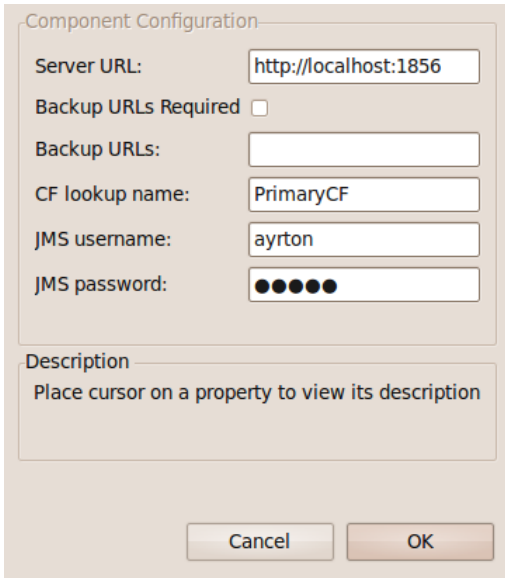 Component Configuration
Server URL: http://localhost:1856
Backup URLs Required
Backup URLs:
CF lookup name: PrimaryCF
JMS username: ayrton
JMS password: ●●●●●
Description
Place cursor on a property to view its description
Cancel OK